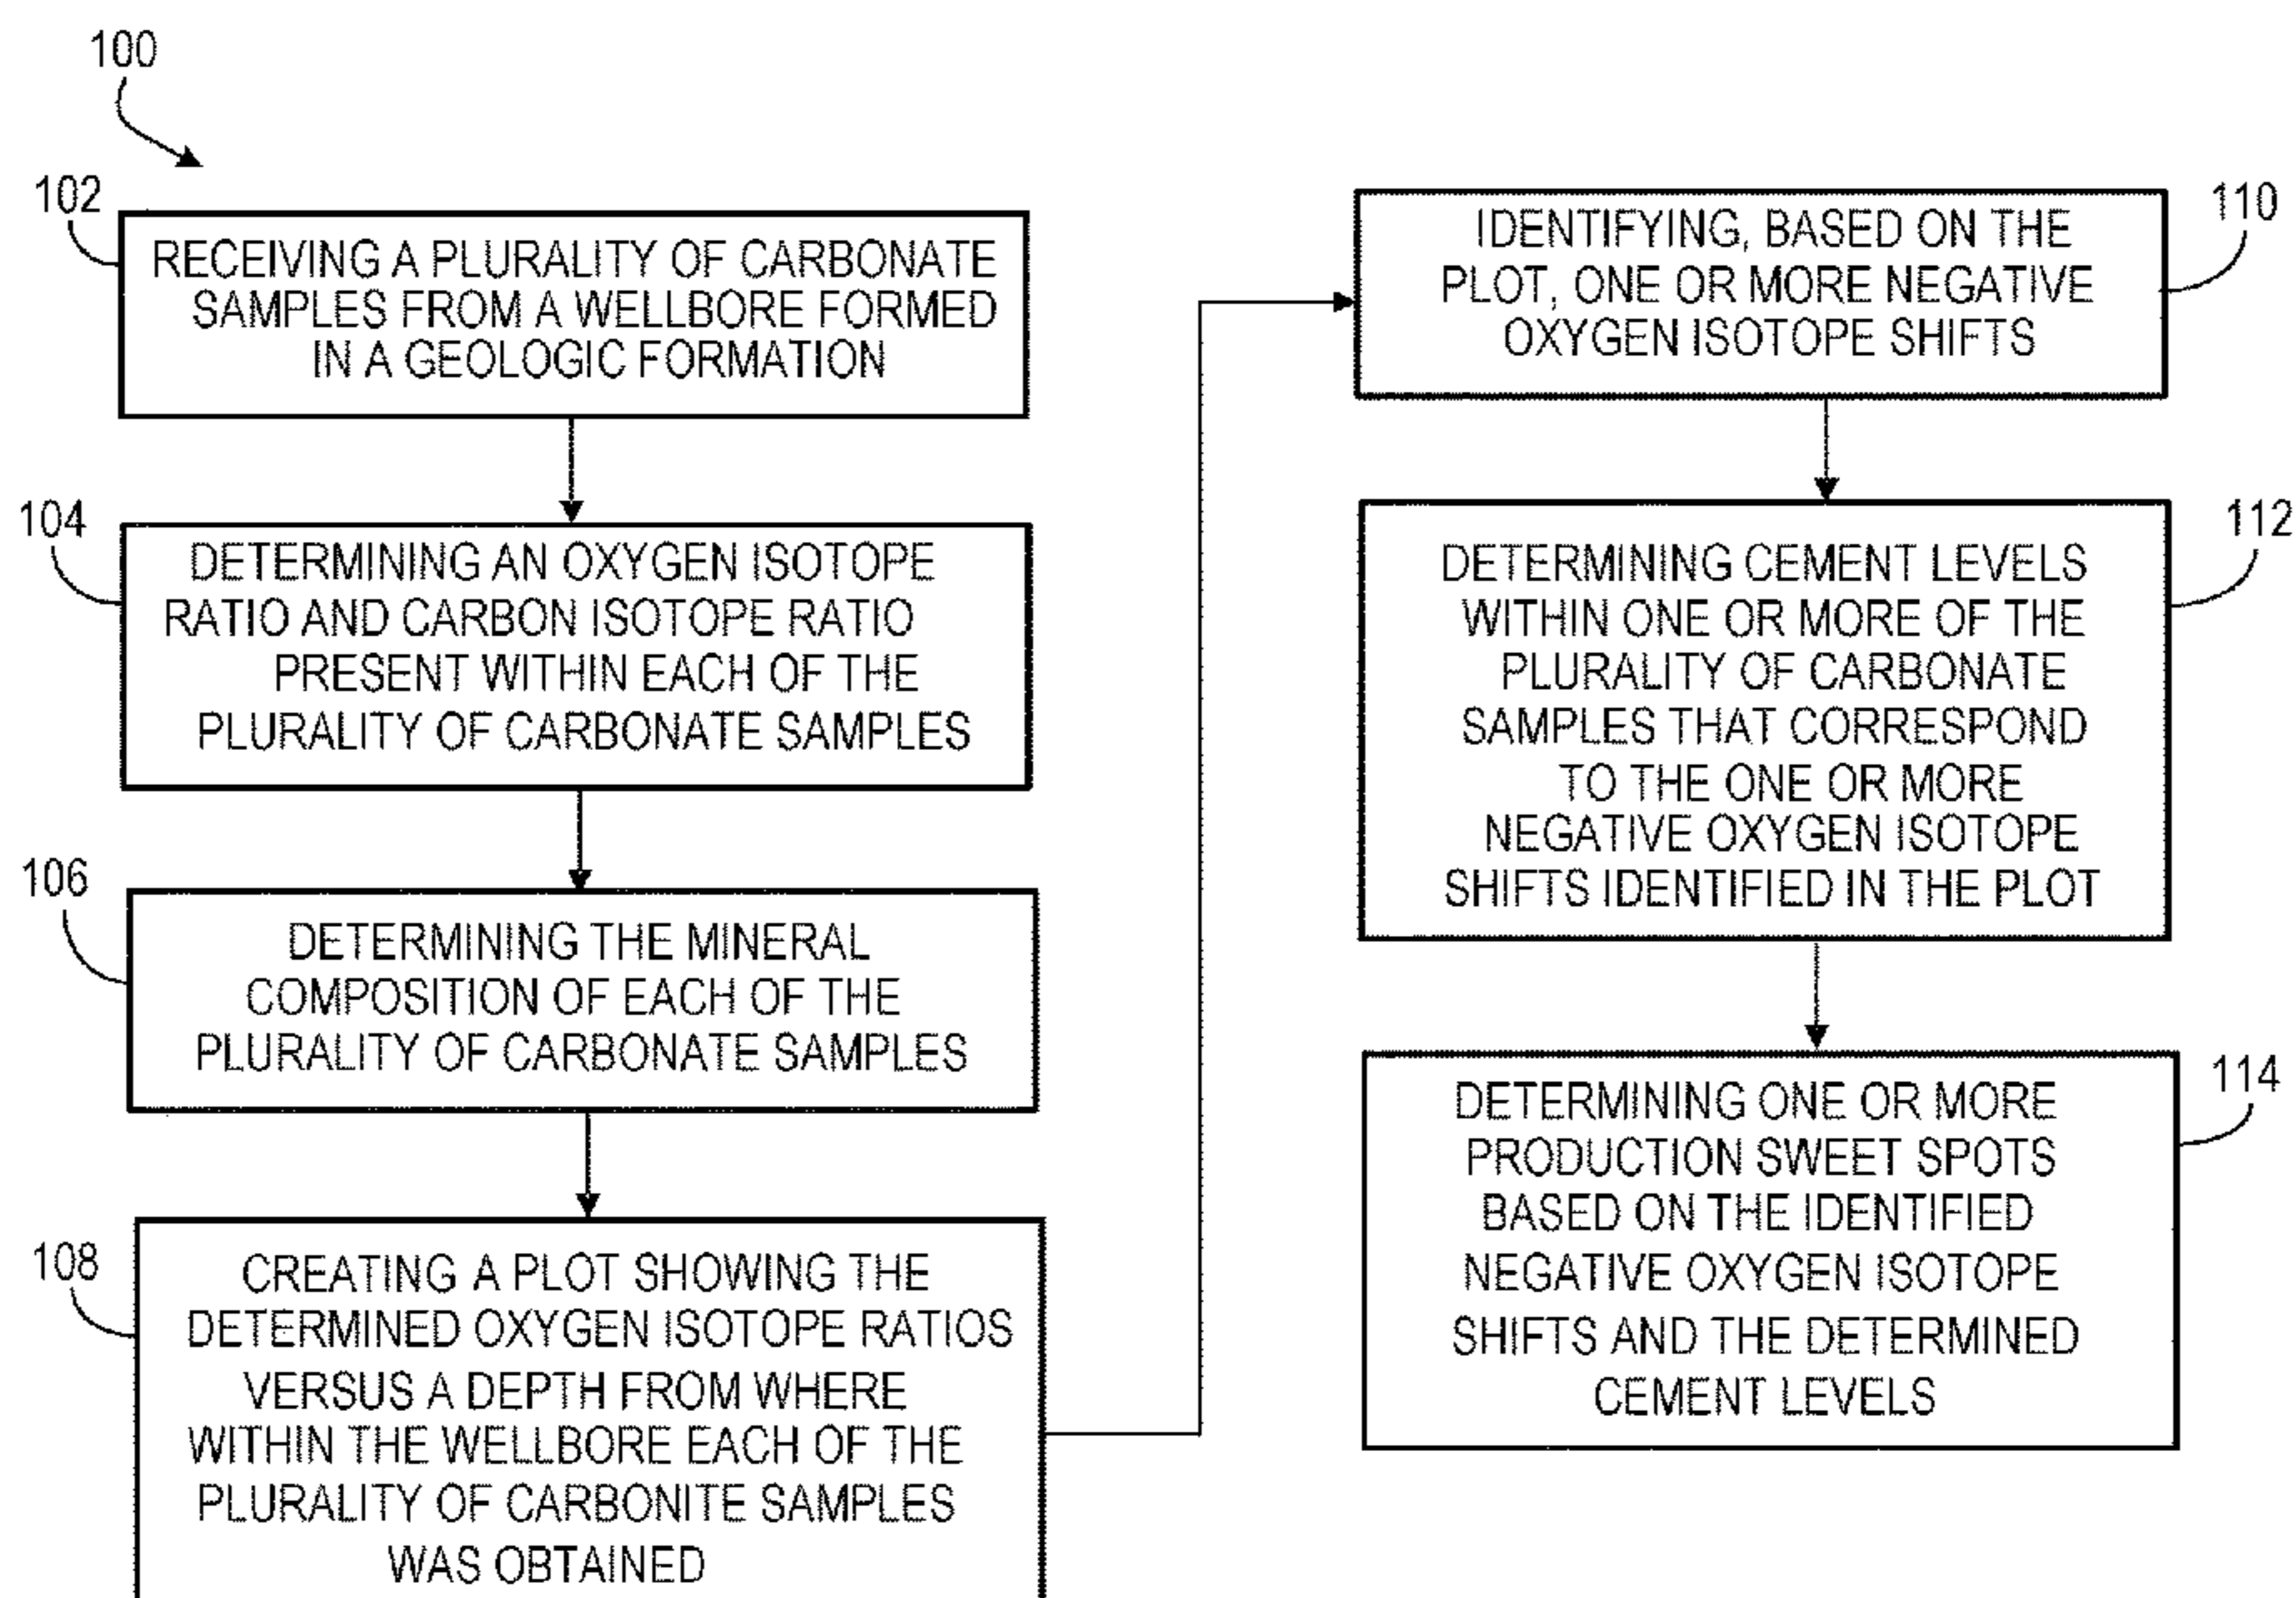 100
102
RECEIVING A PLURALITY OF CARBONATE
SAMPLES FROM A WELLBORE FORMED
IN A GEOLOGIC FORMATION
104
DETERMINING AN OXYGEN ISOTOPE
RATIO AND CARBON ISOTOPE RATIO
PRESENT WITHIN EACH OF THE
PLURALITY OF CARBONATE SAMPLES
106
DETERMINING THE MINERAL
COMPOSITION OF EACH OF THE
PLURALITY OF CARBONATE SAMPLES
108
CREATING A PLOT SHOWING THE
DETERMINED OXYGEN ISOTOPE RATIOS
VERSUS A DEPTH FROM WHERE
WITHIN THE WELLBORE EACH OF THE
PLURALITY OF CARBONITE SAMPLES
WAS OBTAINED
110
IDENTIFYING, BASED ON THE
PLOT, ONE OR MORE NEGATIVE
OXYGEN ISOTOPE SHIFTS
112
DETERMINING CEMENT LEVELS
WITHIN ONE OR MORE OF THE
PLURALITY OF CARBONATE
SAMPLES THAT CORRESPOND
TO THE ONE OR MORE
NEGATIVE OXYGEN ISOTOPE
SHIFTS IDENTIFIED IN THE PLOT
114
DETERMINING ONE OR MORE
PRODUCTION SWEET SPOTS
BASED ON THE IDENTIFIED
NEGATIVE OXYGEN ISOTOPE
SHIFTS AND THE DETERMINED
CEMENT LEVELS